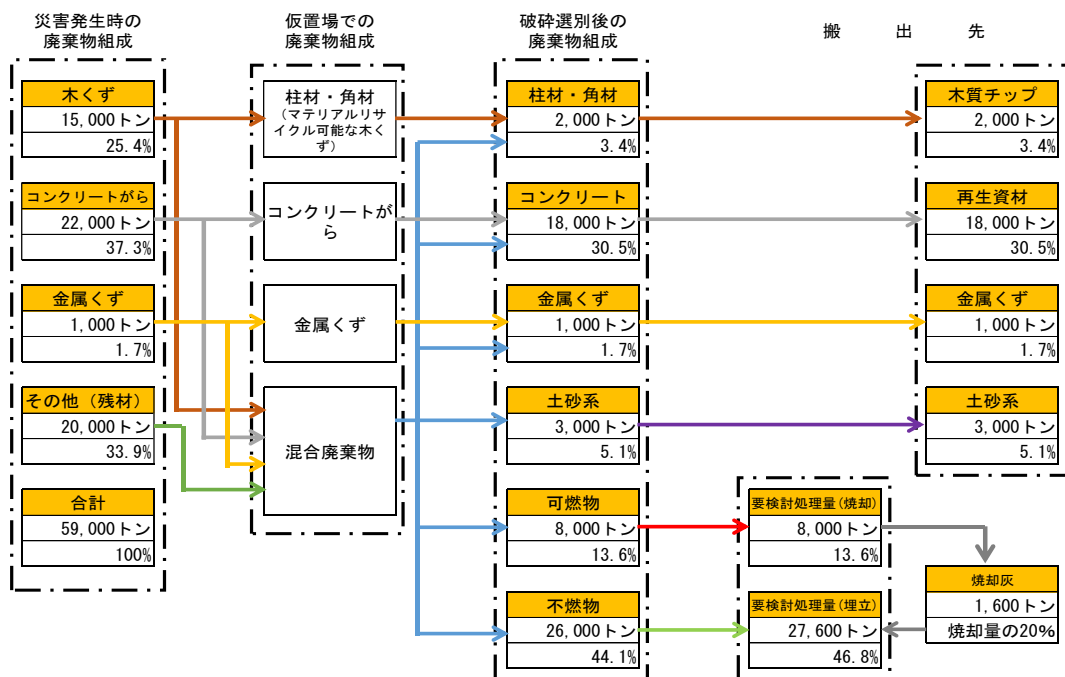 災害発生時の
廃棄物組成
木くず
15,000トン
25.4%
コンクリートがら
22,000トン
37.3%
金属くず
1,000トン
1.7%
その他（残材）
20,000トン
33.9%
合計
59,000トン
100%
仮置場での
廃棄物組成
柱材・角材
（マテリアルリサ
イクル可能な木く
ず）
コンクリートが
ら
金属くず
混合廃棄物
破砕選別後の
廃棄物組成
柱材・角材
2,000トン
3.4%
コンクリート
18,000トン
30.5%
金属くず
1,000トン
1.7%
土砂系
3,000トン
5.1%
可燃物
8,000トン
13.6%
不燃物
26,000トン
44.1%
搬出先
木質チップ
2,000トン
3.4%
再生資材
18,000トン
30.5%
金属くず
1,000トン
1.7%
土砂系
3,000トン
5.1%
要検討処理量(焼却)
8,000トン
13.6%
要検討処理量(埋立)
27,600トン
46.8%
焼却灰
1,600トン
焼却量の20%